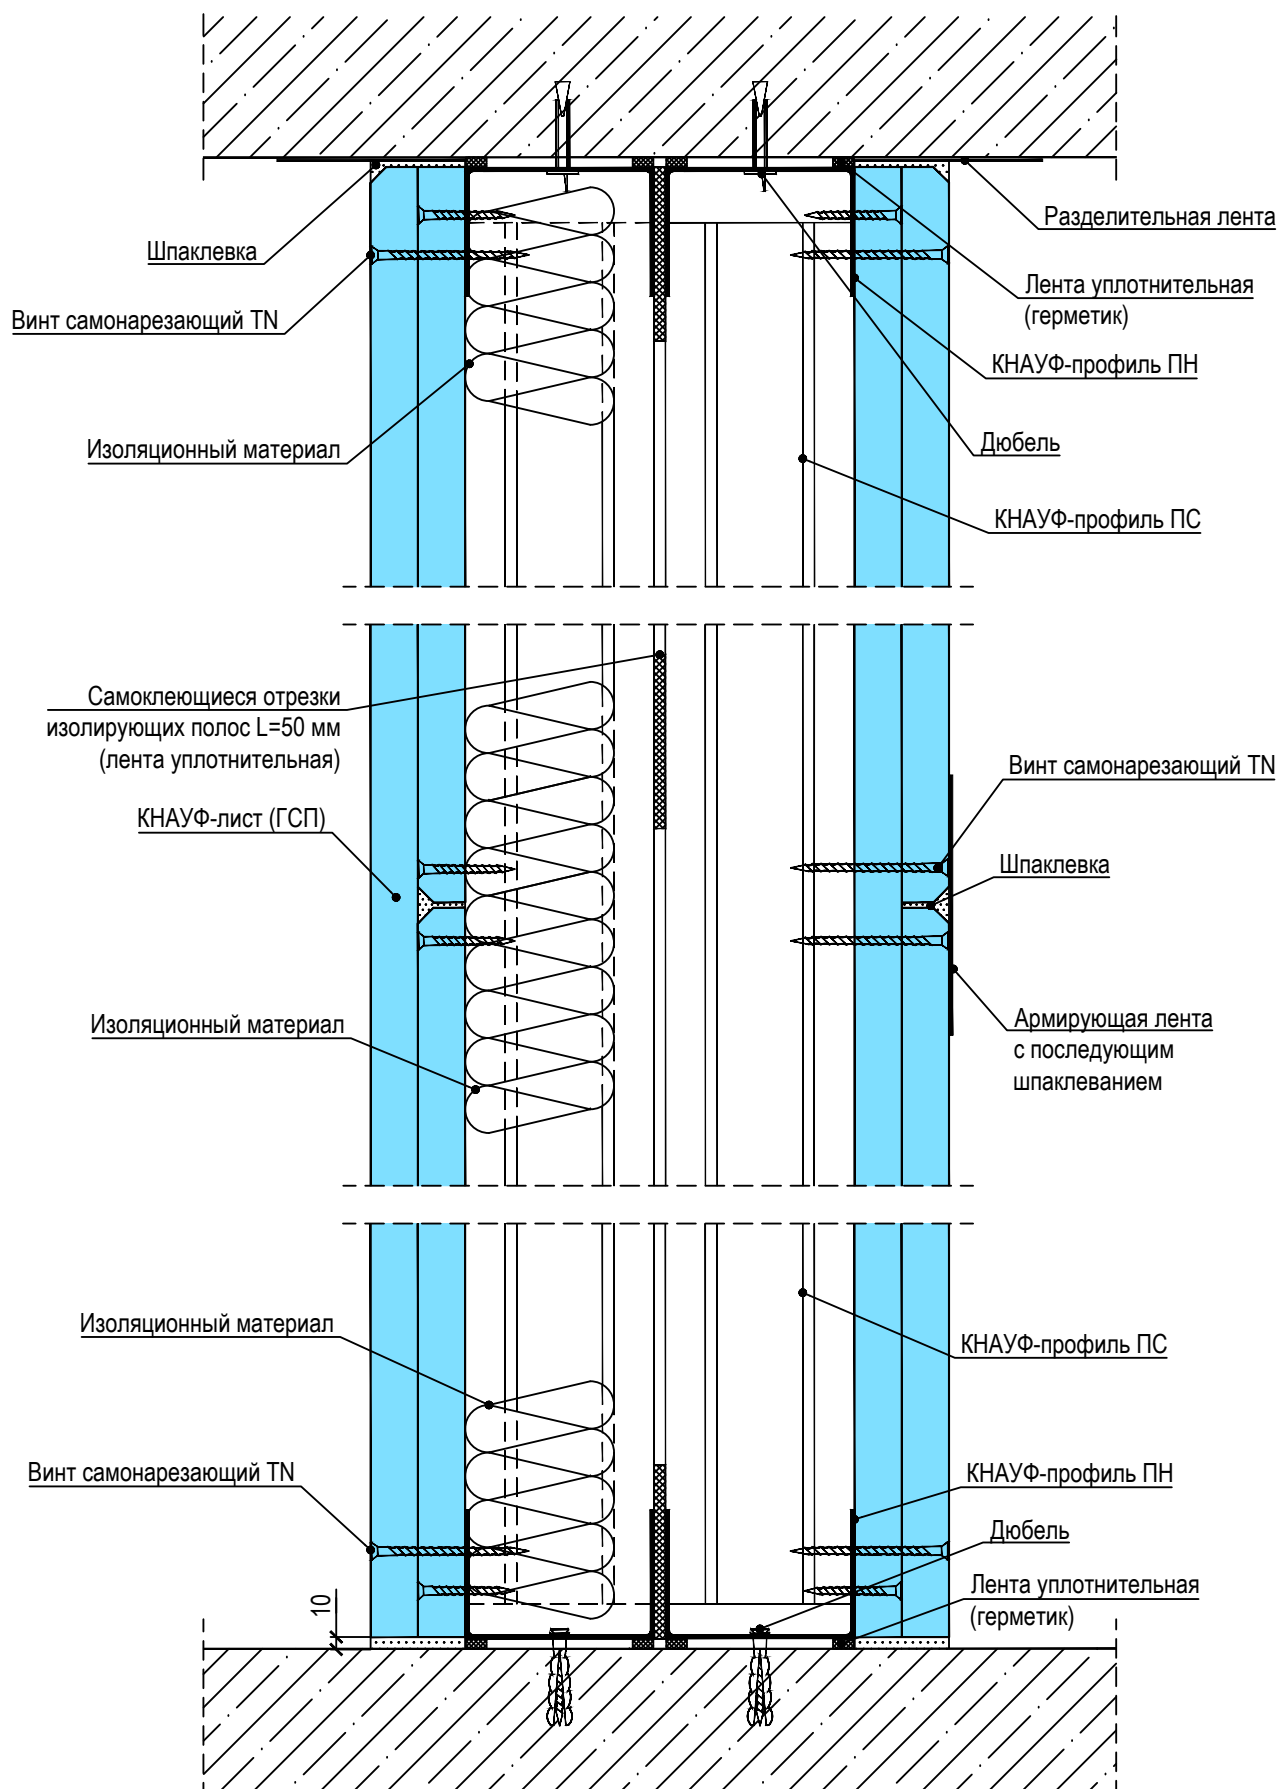 Шпаклевка
Винт самонарезающий TN
Изоляционный материал
Разделительная лента
Лента уплотнительная
(герметик)
КНАУФ-профиль ПН
Дюбель
КНАУФ-профиль ПС
Самоклеющиеся отрезки
изолирующих полос L=50 мм
(лента уплотнительная)
КНАУФ-лист (ГСП)
Изоляционный материал
Винт самонарезающий TN
Шпаклевка
Армирующая лента
с последующим
шпаклеванием
Изоляционный материал
Винт самонарезающий TN
10
КНАУФ-профиль ПС
КНАУФ-профиль ПН
Дюбель
Лента уплотнительная
(герметик)